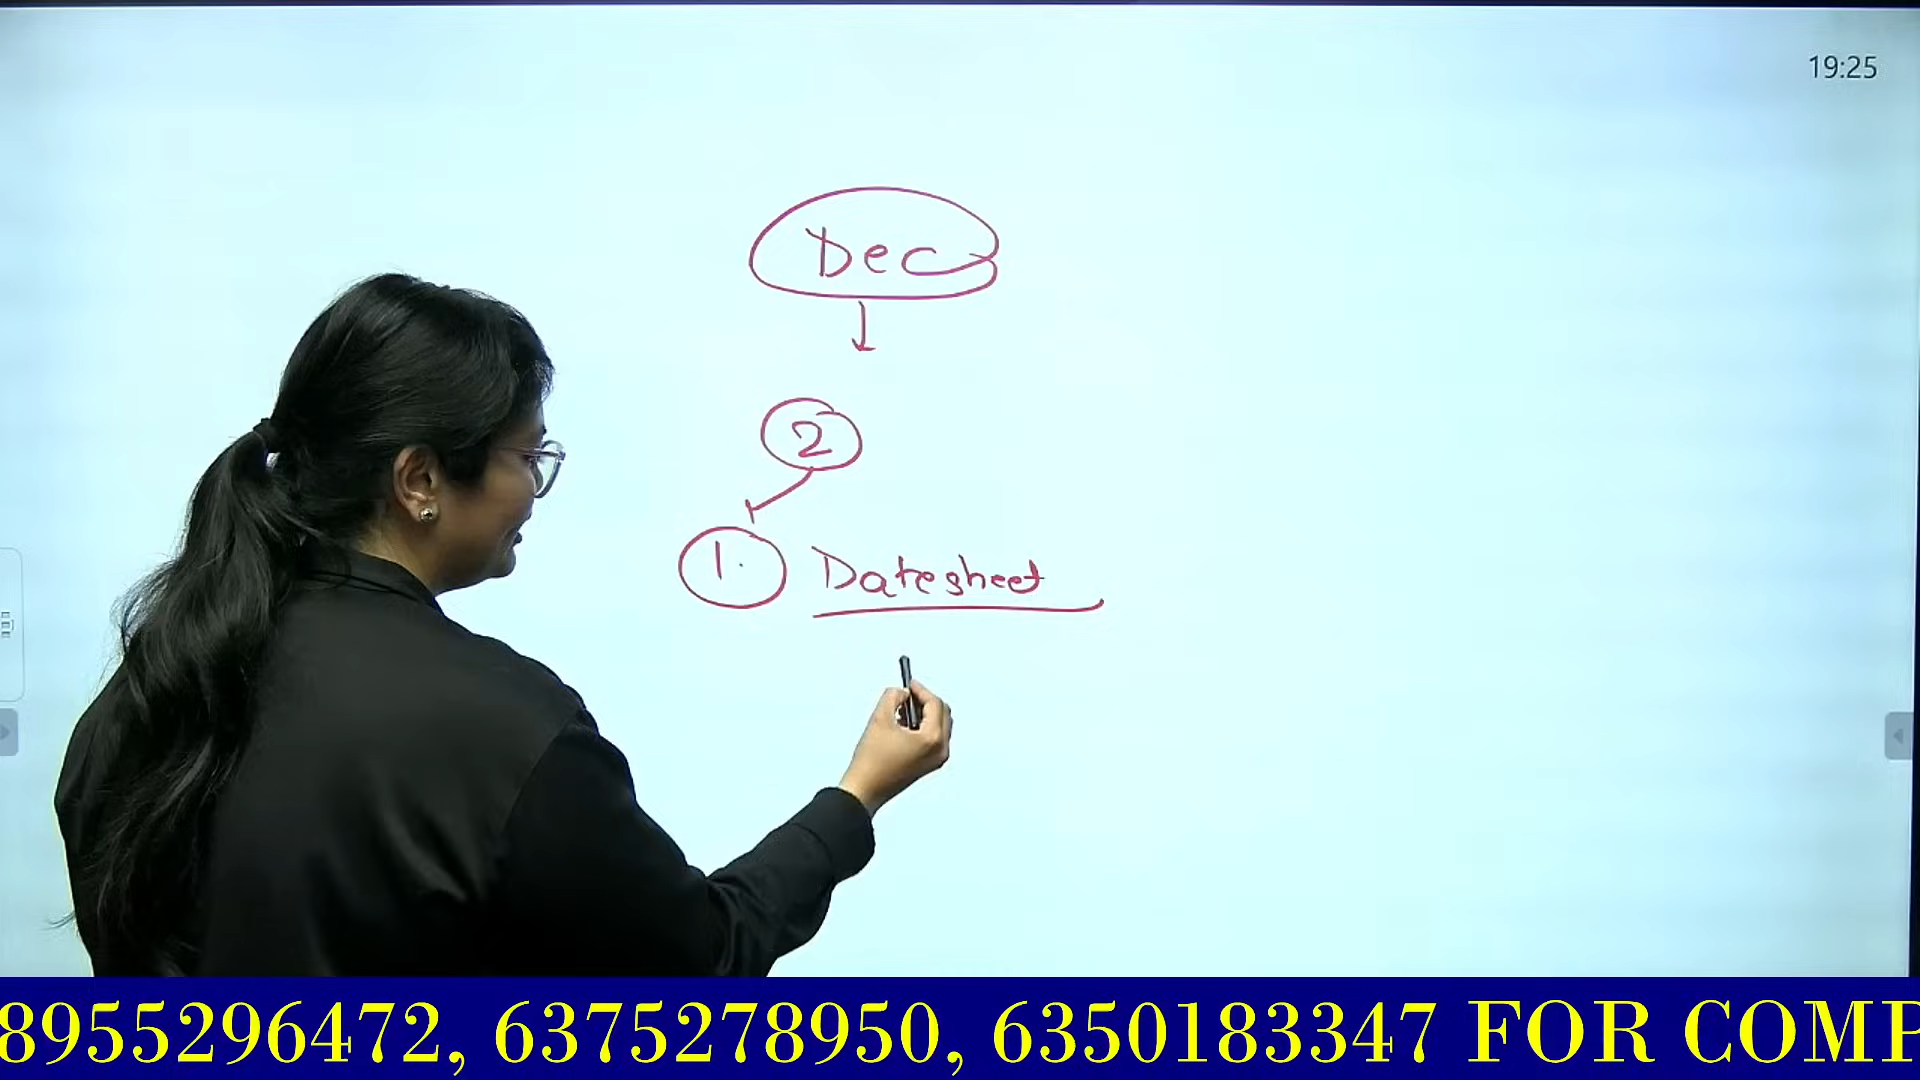 19:25
Dec
2
1. Datesheet
8955296472, 6375278950, 6350183347 FOR COMP